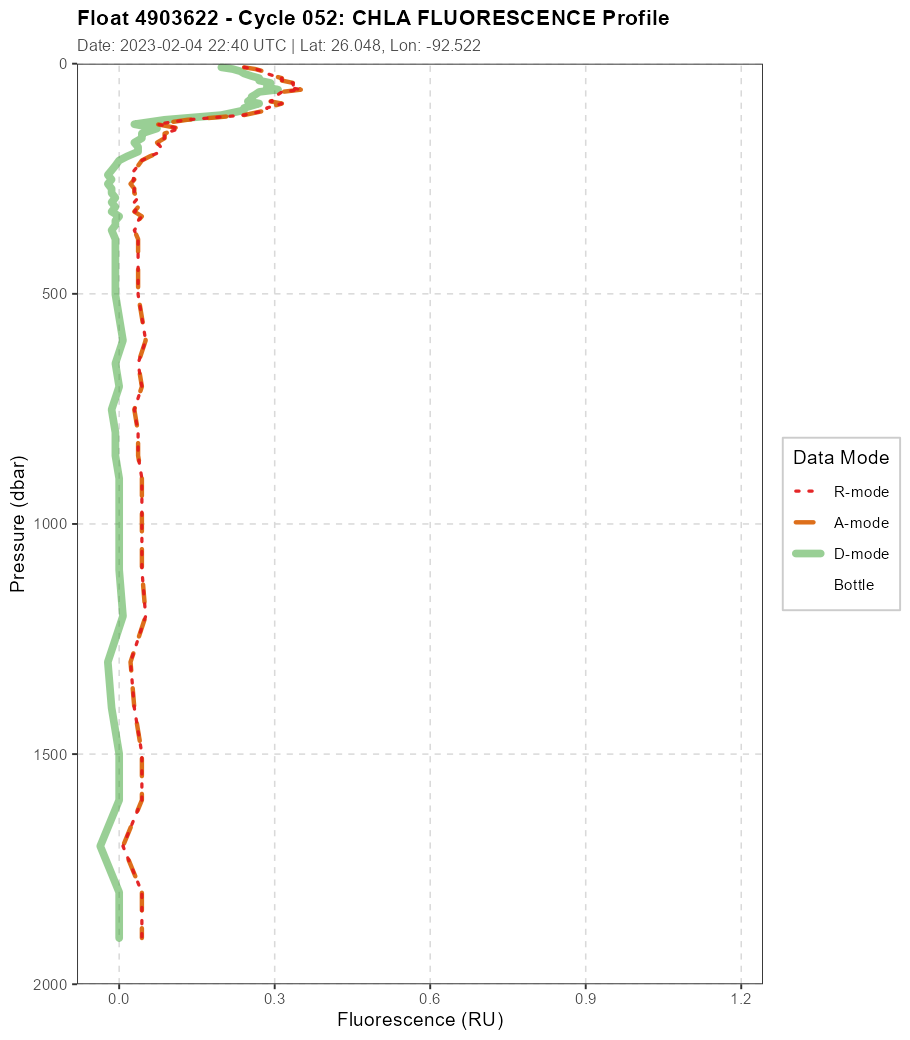 Float 4903622 - Cycle 052: CHLA FLUORESCENCE Profile
Date: 2023-02-04 22:40 UTC | Lat: 26.048, Lon: -92.522
0
500
1000
1500
2000
Pressure (dbar)
0.0
0.3
0.6
0.9
1.2
Fluorescence (RU)
Data Mode
R-mode
A-mode
D-mode
Bottle